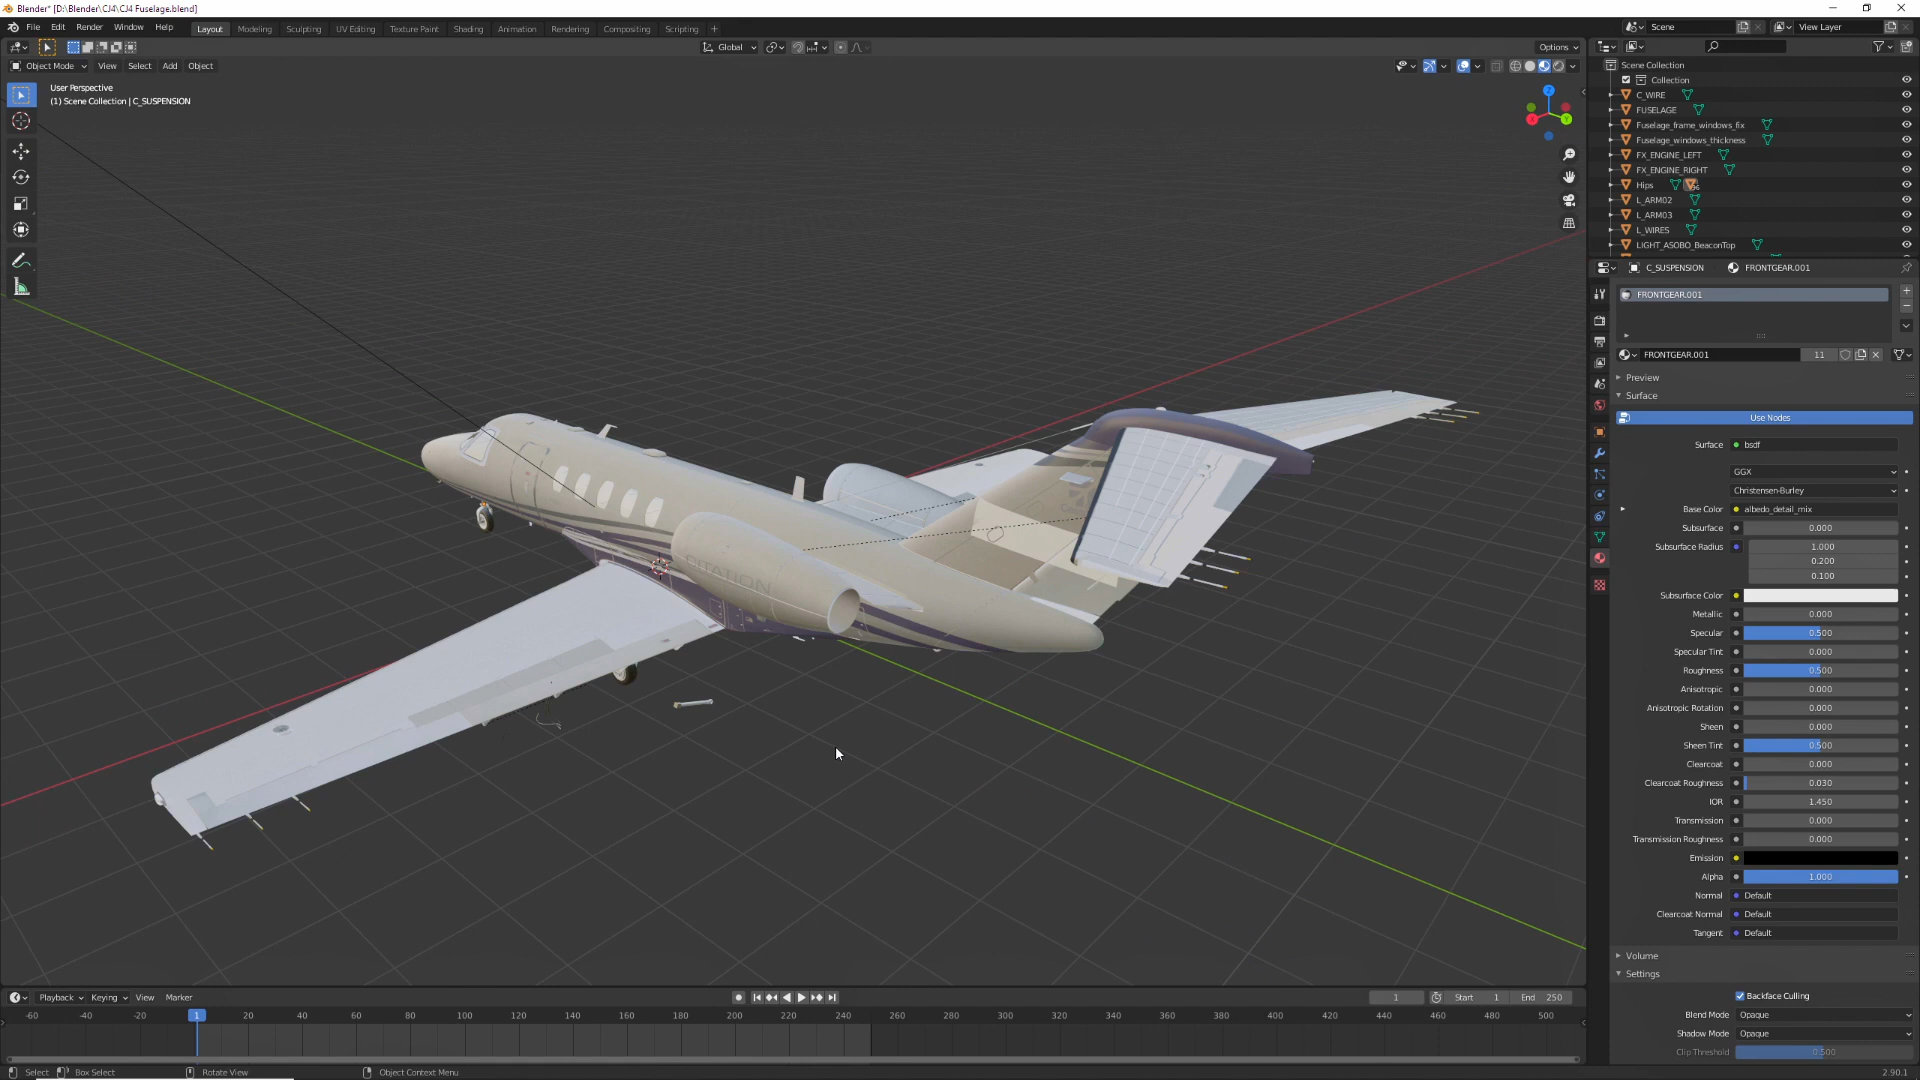 Blender* [D:\Blender\CJ4\CJ4 Fuselage.blend]
File Edit Render Window Help
Layout Modeling Sculpting UV Editing Texture Paint Shading Animation Rendering Compositing Scripting +
Scene View Layer
Global Options
Object Mode View Select Add Object
User Perspective
(1) Scene Collection | C_SUSPENSION
Z
X
Y
CITATION
Scene Collection
Collection
C_WIRE
FUSELAGE
Fuselage_frame_windows_fix
Fuselage_windows_thickness
FX_ENGINE_LEFT
FX_ENGINE_RIGHT
Hips
L_ARM02
L_ARM03
L_WIRES
LIGHT_ASOBO_BeaconTop
C_SUSPENSION FRONTGEAR.001
FRONTGEAR.001
FRONTGEAR.001 11
Preview
Surface
Use Nodes
Surface bsdf
GGX
Christensen-Burley
Base Color albedo_detail_mix
Subsurface 0.000
Subsurface Radius 1.000
0.200
0.100
Subsurface Color
Metallic 0.000
Specular 0.500
Specular Tint 0.000
Roughness 0.500
Anisotropic 0.000
Anisotropic Rotation 0.000
Sheen 0.000
Sheen Tint 0.500
Clearcoat 0.000
Clearcoat Roughness 0.030
IOR 1.450
Transmission 0.000
Transmission Roughness 0.000
Emission
Alpha 1.000
Normal Default
Clearcoat Normal Default
Tangent Default
Volume
Settings
Backface Culling
Blend Mode Opaque
Shadow Mode Opaque
Clip Threshold 0.500
Playback Keying View Marker
1 Start 1 End 250
-60 -40 -20 1 20 40 60 80 100 120 140 160 180 200 220 240 260 280 300 320 340 360 380 400 420 440 460 480 500
Select Box Select Rotate View Object Context Menu
2.90.1